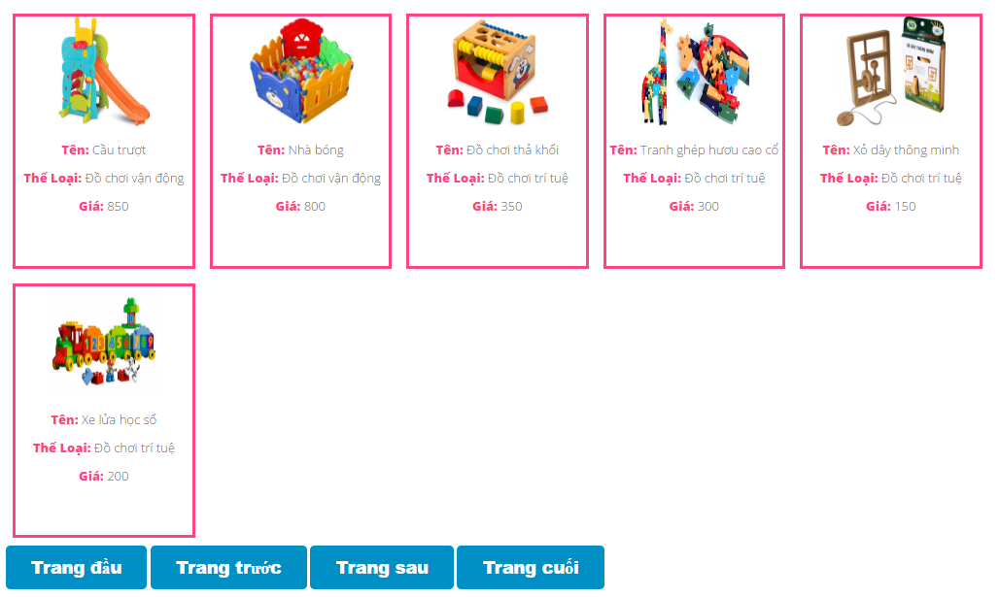 Tên: Cầu trượt
Thể Loại: Đồ chơi vận động
Giá: 850
Tên: Nhà bóng
Thể Loại: Đồ chơi vận động
Giá: 800
Tên: Đồ chơi thả khối
Thể Loại: Đồ chơi trí tuệ
Giá: 350
Tên: Tranh ghép hươu cao cổ
Thể Loại: Đồ chơi trí tuệ
Giá: 300
Tên: Xỏ dây thông minh
Thể Loại: Đồ chơi trí tuệ
Giá: 150
Tên: Xe lửa học số
Thể Loại: Đồ chơi trí tuệ
Giá: 200
Trang đầu
Trang trước
Trang sau
Trang cuối